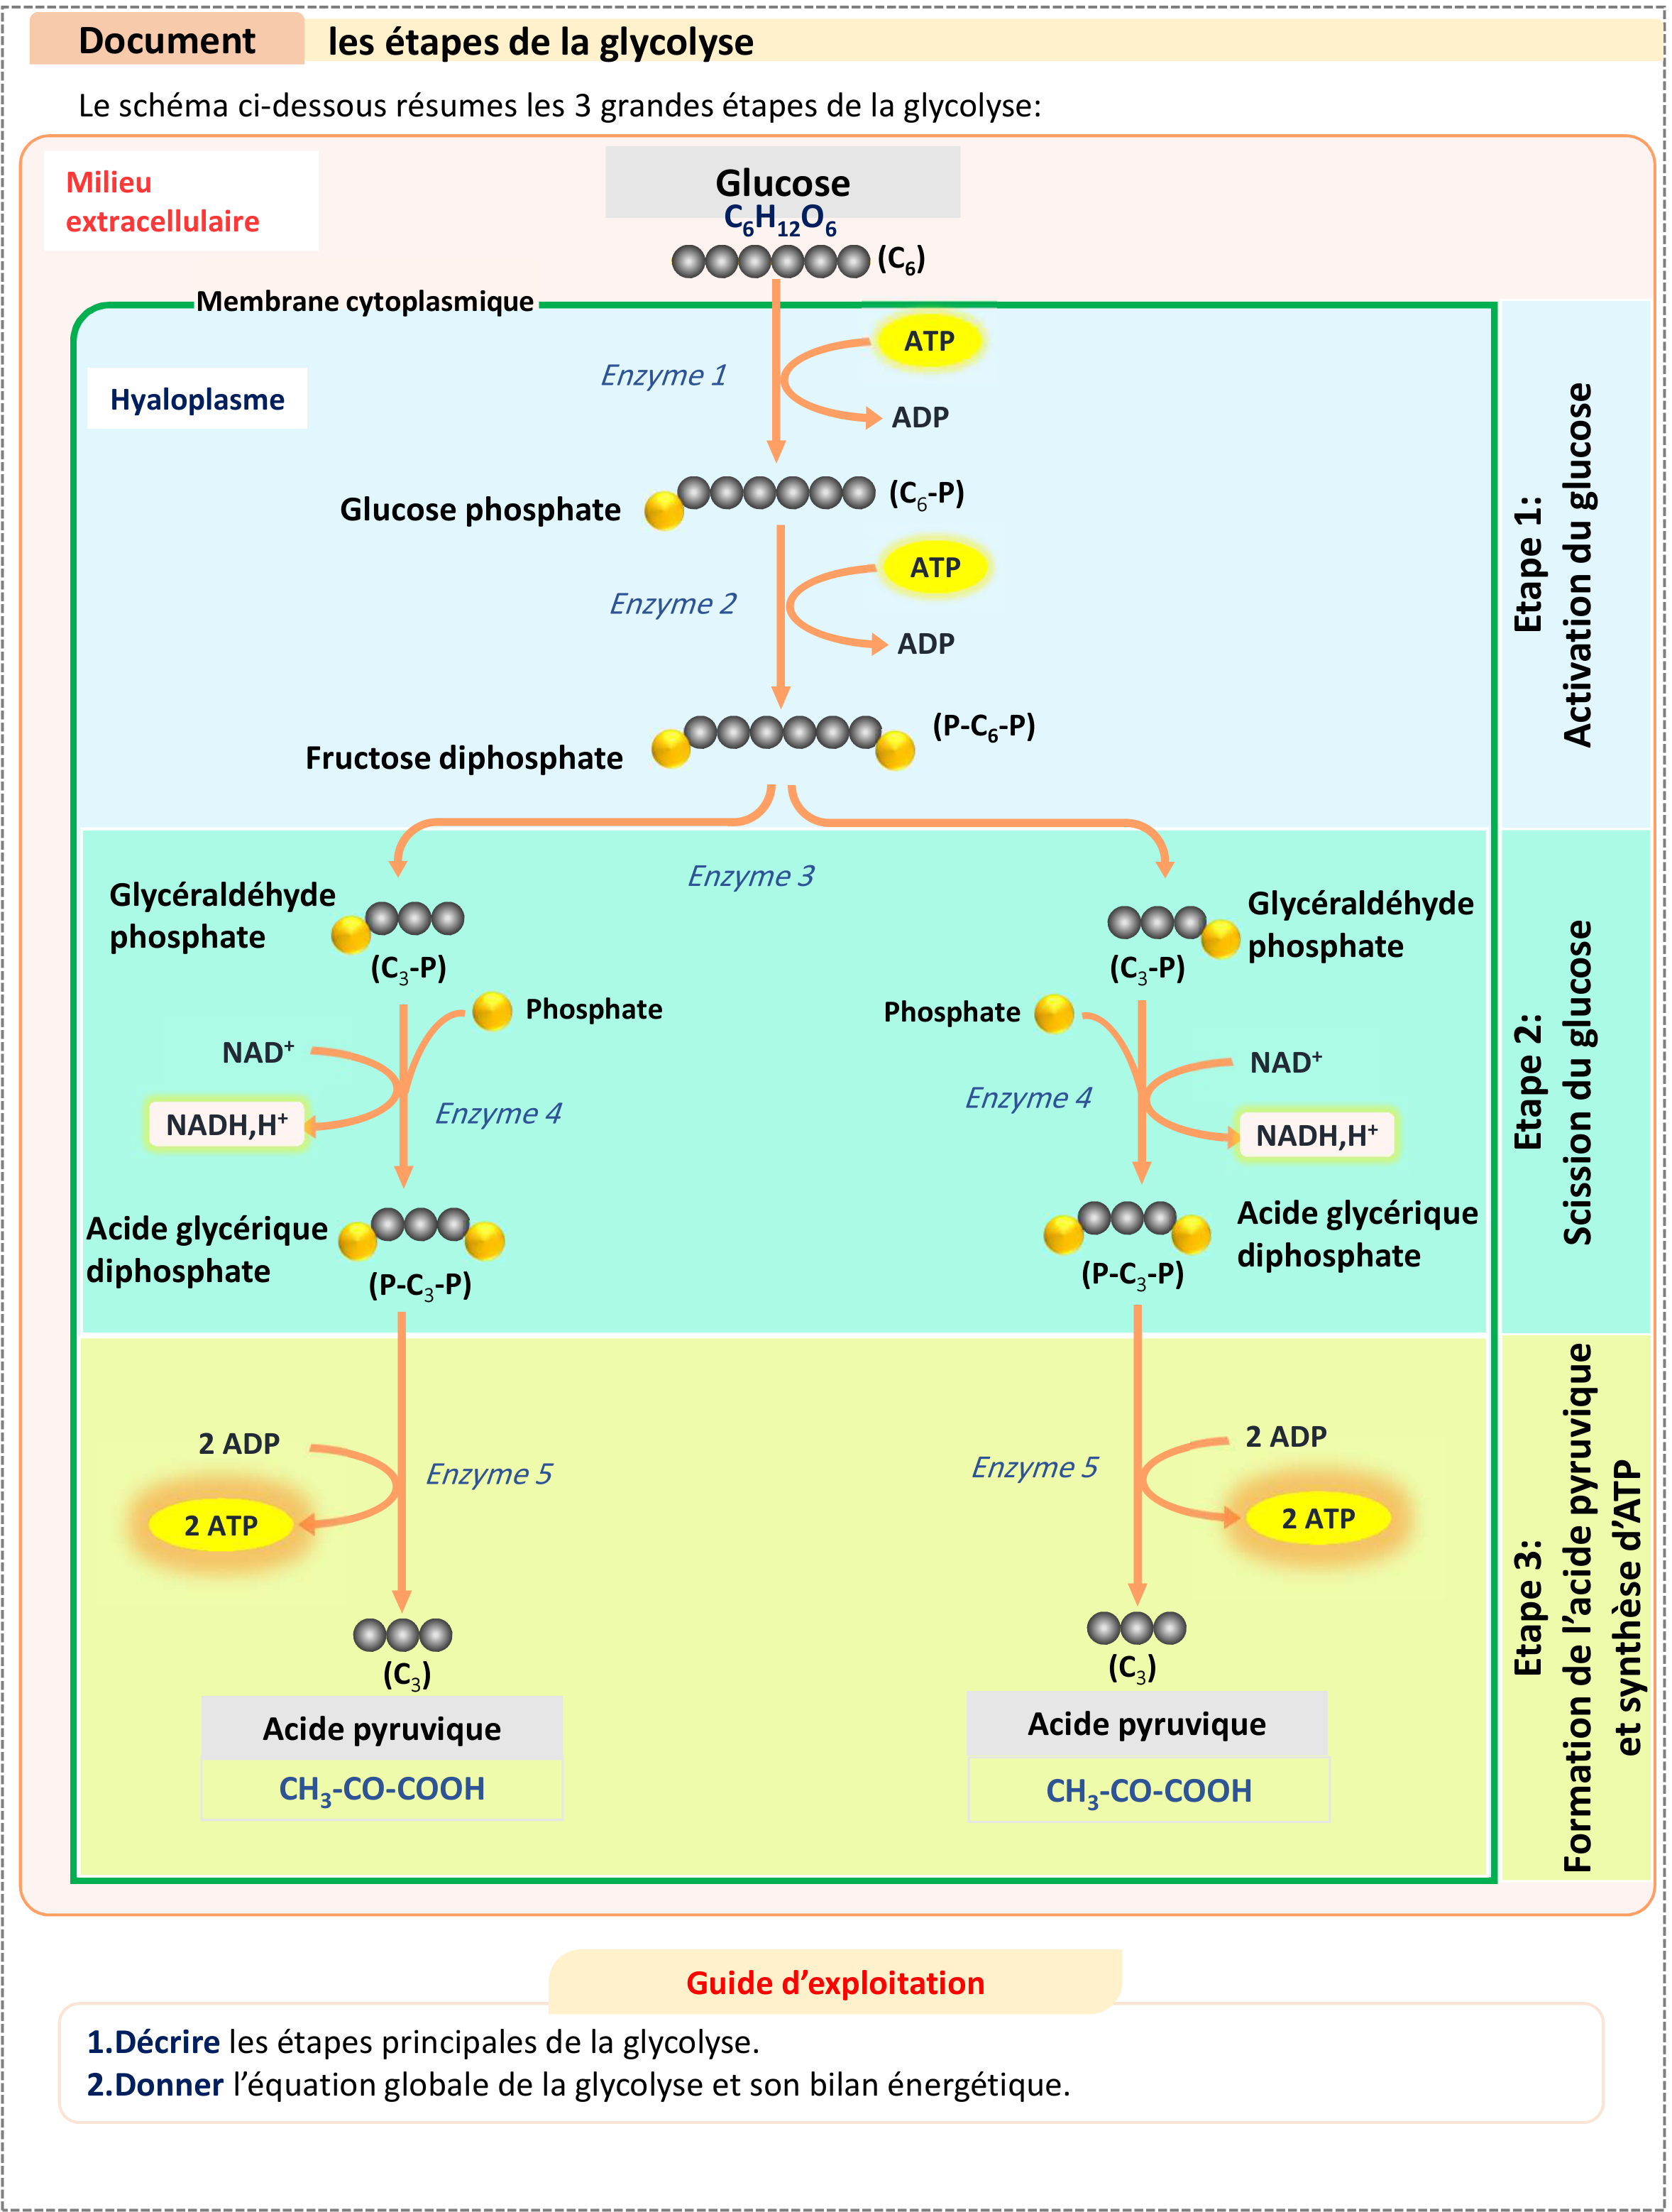 Document
les étapes de la glycolyse
Le schéma ci-dessous résumes les 3 grandes étapes de la glycolyse:
Milieu
extracellulaire
Glucose
C₆H₁₂O₆
(C₆)
Membrane cytoplasmique
Hyaloplasme
Enzyme 1
ATP
ADP
Glucose phosphate
(C₆-P)
Enzyme 2
ATP
ADP
Fructose diphosphate
(P-C₆-P)
Etape 1:
Activation du glucose
Enzyme 3
Glycéraldéhyde
phosphate
(C₃-P)
Glycéraldéhyde
phosphate
(C₃-P)
Phosphate
NAD⁺
NADH,H⁺
Enzyme 4
Phosphate
NAD⁺
NADH,H⁺
Enzyme 4
Acide glycérique
diphosphate
(P-C₃-P)
Acide glycérique
diphosphate
(P-C₃-P)
Etape 2:
Scission du glucose
2 ADP
2 ATP
Enzyme 5
2 ADP
2 ATP
Enzyme 5
(C₃)
Acide pyruvique
CH₃-CO-COOH
(C₃)
Acide pyruvique
CH₃-CO-COOH
Etape 3:
Formation de l’acide pyruvique
et synthèse d’ATP
Guide d’exploitation
1.Décrire les étapes principales de la glycolyse.
2.Donner l’équation globale de la glycolyse et son bilan énergétique.